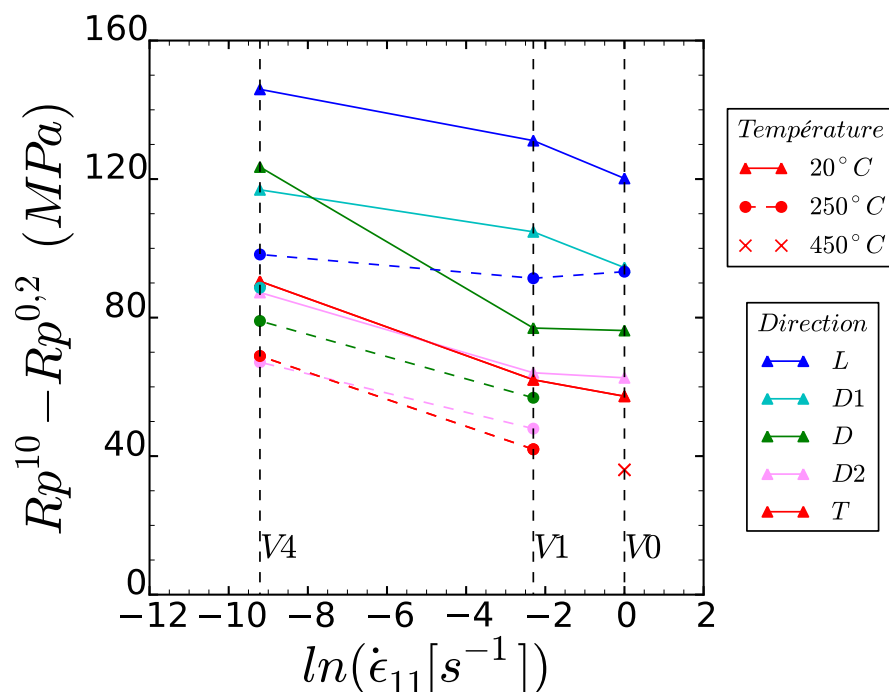 160
120
80
40
0
Rp^{10} − Rp^{0,2} (MPa)
V4 V1 V0
−12 −10 −8 −6 −4 −2 0 2
ln(ϵ̇_{11}[s^{−1}])
Température
20°C
250°C
450°C
Direction
L
D1
D
D2
T